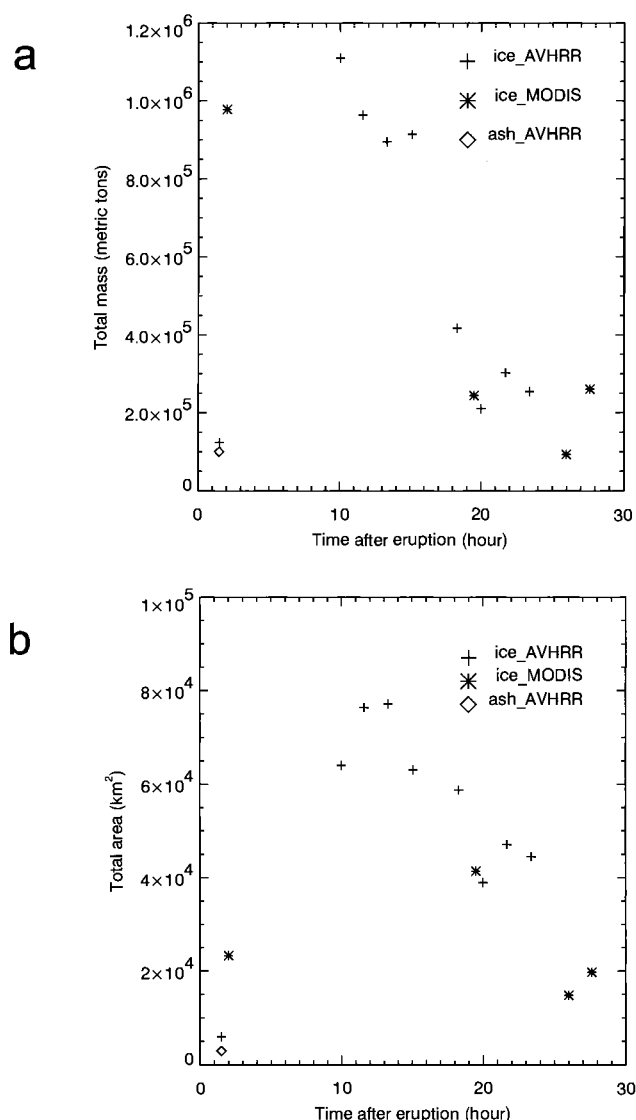 a
1.2×10⁶
1.0×10⁶
8.0×10⁵
6.0×10⁵
4.0×10⁵
2.0×10⁵
0
Total mass (metric tons)
ice_AVHRR
ice_MODIS
ash_AVHRR
0 10 20 30
Time after eruption (hour)
b
1×10⁵
8×10⁴
6×10⁴
4×10⁴
2×10⁴
0
Total area (km²)
ice_AVHRR
ice_MODIS
ash_AVHRR
0 10 20 30
Time after eruption (hour)